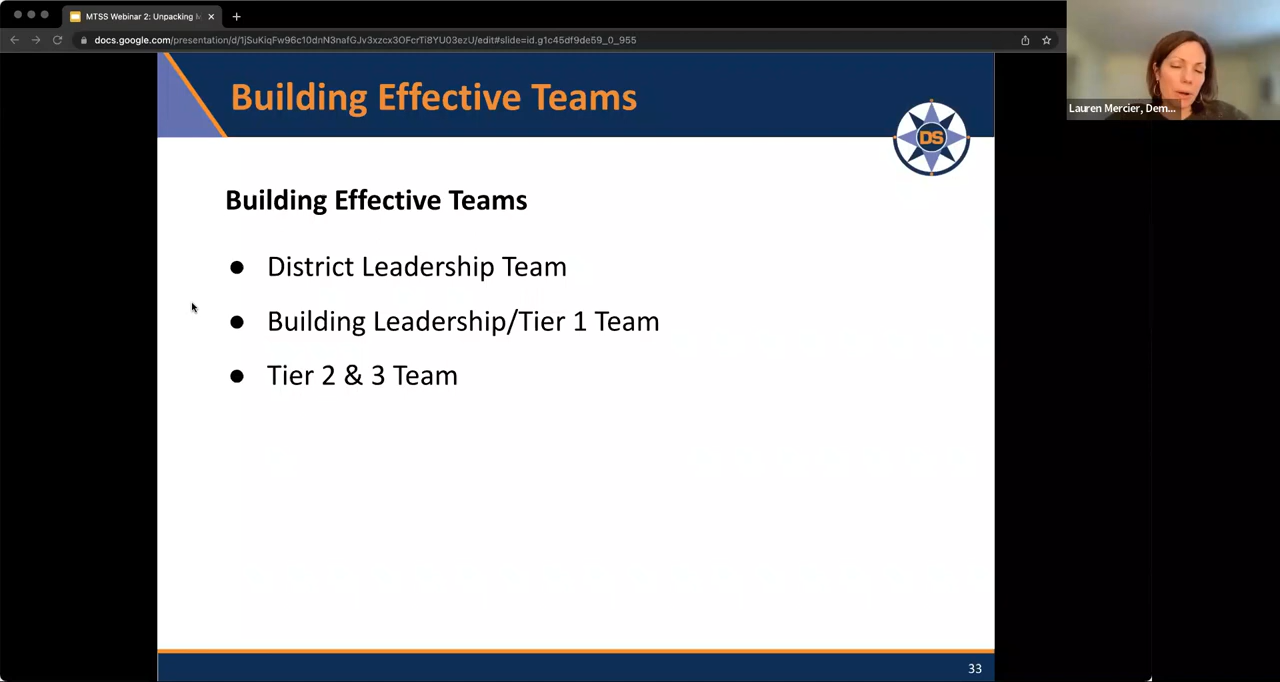 MTSS Webinar 2: Unpacking M
docs.google.com/presentation/d/1jSuKiqFw96c10dnN3nafGJv3xzcx3OFcrTi8YU03ezU/edit#slide=id.g1c45df9de59_0_955
Lauren Mercier, Dem...
Building Effective Teams
DS
Building Effective Teams
● District Leadership Team
● Building Leadership/Tier 1 Team
● Tier 2 & 3 Team
33